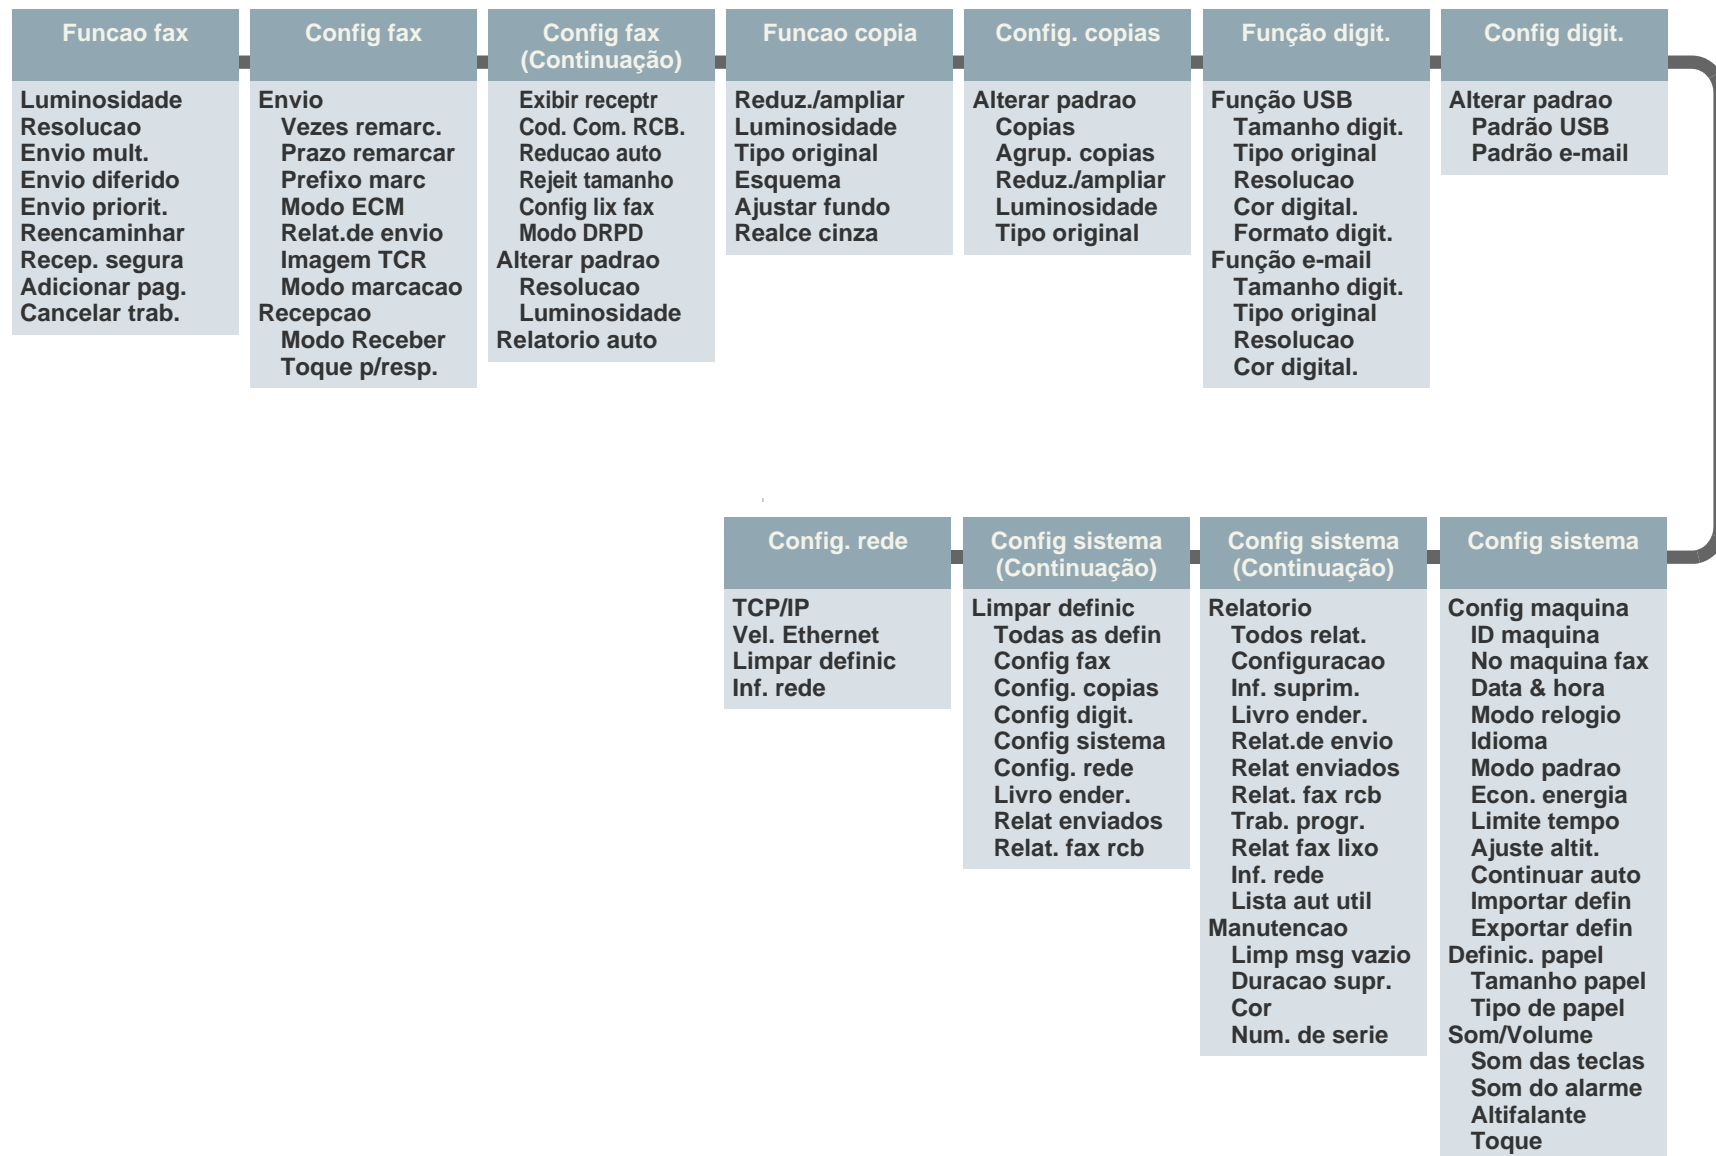 Funcao fax
Luminosidade
Resolucao
Envio mult.
Envio diferido
Envio priorit.
Reencaminhar
Recep. segura
Adicionar pag.
Cancelar trab.
Config fax
Envio
Vezes remarc.
Prazo remarcar
Prefixo marc
Modo ECM
Relat.de envio
Imagem TCR
Modo marcacao
Recepcao
Modo Receber
Toque p/resp.
Config fax
(Continuação)
Exibir receptr
Cod. Com. RCB.
Reducao auto
Rejeit tamanho
Config lix fax
Modo DRPD
Alterar padrao
Resolucao
Luminosidade
Relatorio auto
Funcao copia
Reduz./ampliar
Luminosidade
Tipo original
Esquema
Ajustar fundo
Realce cinza
Config. copias
Alterar padrao
Copias
Agrup. copias
Reduz./ampliar
Luminosidade
Tipo original
Função digit.
Função USB
Tamanho digit.
Tipo original
Resolucao
Cor digital.
Formato digit.
Função e-mail
Tamanho digit.
Tipo original
Resolucao
Cor digital.
Config digit.
Alterar padrao
Padrão USB
Padrão e-mail
Config. rede
TCP/IP
Vel. Ethernet
Limpar definic
Inf. rede
Config sistema
(Continuação)
Limpar definic
Todas as defin
Config fax
Config. copias
Config digit.
Config sistema
Config. rede
Livro ender.
Relat enviados
Relat. fax rcb
Config sistema
(Continuação)
Relatorio
Todos relat.
Configuracao
Inf. suprim.
Livro ender.
Relat.de envio
Relat enviados
Relat. fax rcb
Trab. progr.
Relat fax lixo
Inf. rede
Lista aut util
Manutencao
Limp msg vazio
Duracao supr.
Cor
Num. de serie
Config sistema
Config maquina
ID maquina
No maquina fax
Data & hora
Modo relogio
Idioma
Modo padrao
Econ. energia
Limite tempo
Ajuste altit.
Continuar auto
Importar defin
Exportar defin
Definic. papel
Tamanho papel
Tipo de papel
Som/Volume
Som das teclas
Som do alarme
Altifalante
Toque